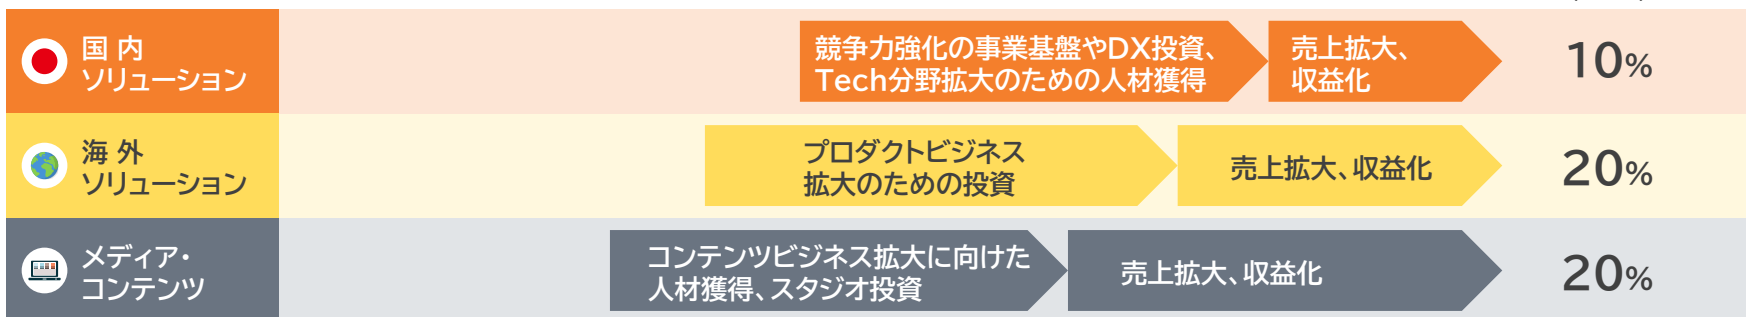 国 内
ソリューション
競争力強化の事業基盤やDX投資、
Tech分野拡大のための人材獲得
売上拡大、
収益化
10%
海 外
ソリューション
プロダクトビジネス
拡大のための投資
売上拡大、収益化
20%
メディア・
コンテンツ
コンテンツビジネス拡大に向けた
人材獲得、スタジオ投資
売上拡大、収益化
20%